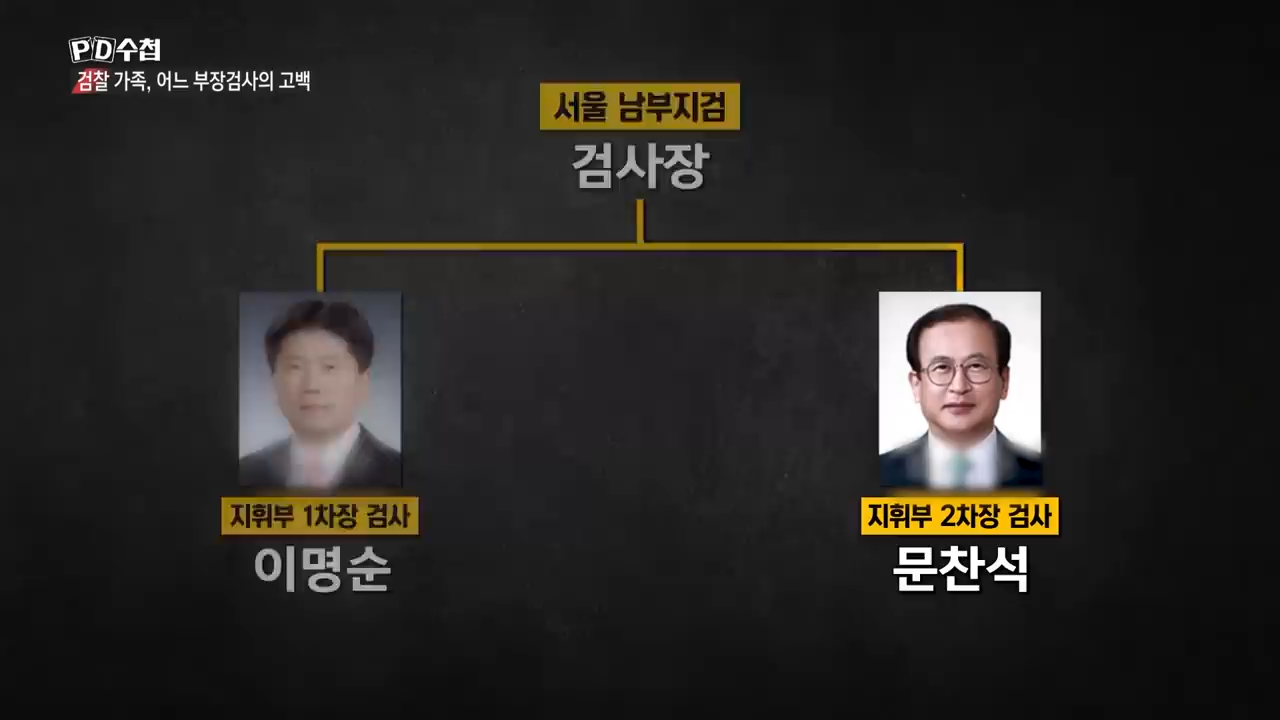 PD수첩
검찰 가족, 어느 부장검사의 고백
서울 남부지검
검사장
지휘부 1차장 검사
이명순
지휘부 2차장 검사
문찬석